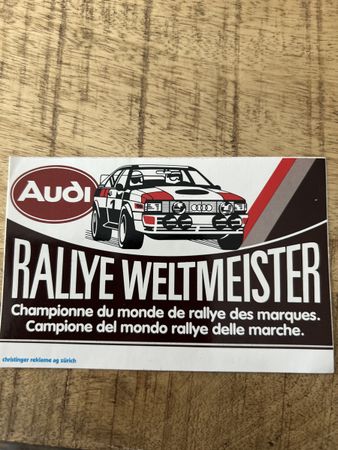 Audi
RALLYE WELTMEISTER
Championne du monde de rallye des marques.
Campione del mondo rallye delle marche.
christinger reklame ag zürich